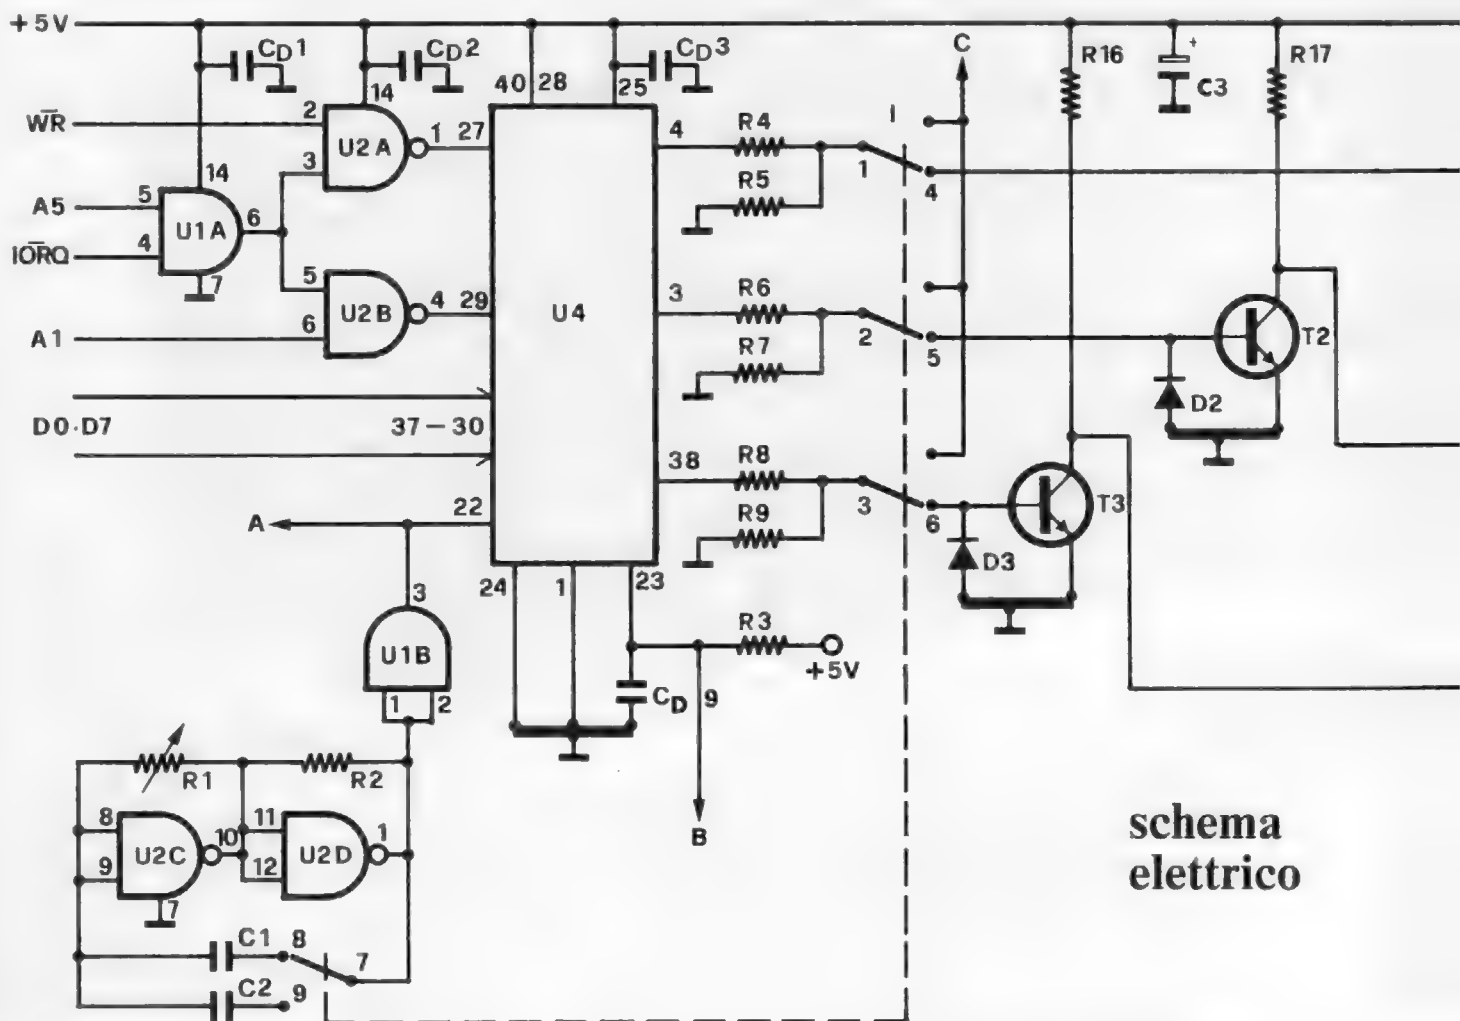 +5V
CD1
CD2
CD3
C
R16
+
C3
R17
40 28
25
14
W̅R̅
2
U2A
1 27
3
4
R4
R5
I
1
4
14
A5
5
U1A
6
I̅O̅R̅Q̅
4
7
5
U2B
4 29
6
A1
U4
3
R6
R7
2
5
T2
D2
D0·D7
37–30
38
R8
R9
3
6
T3
D3
A
22
24
1
23
3
U1B
1 2
R3
+5V
CD
9
B
R1
R2
8
9
U2C
10
11
12
U2D
1
7
C1
8
7
C2
9
schema
elettrico